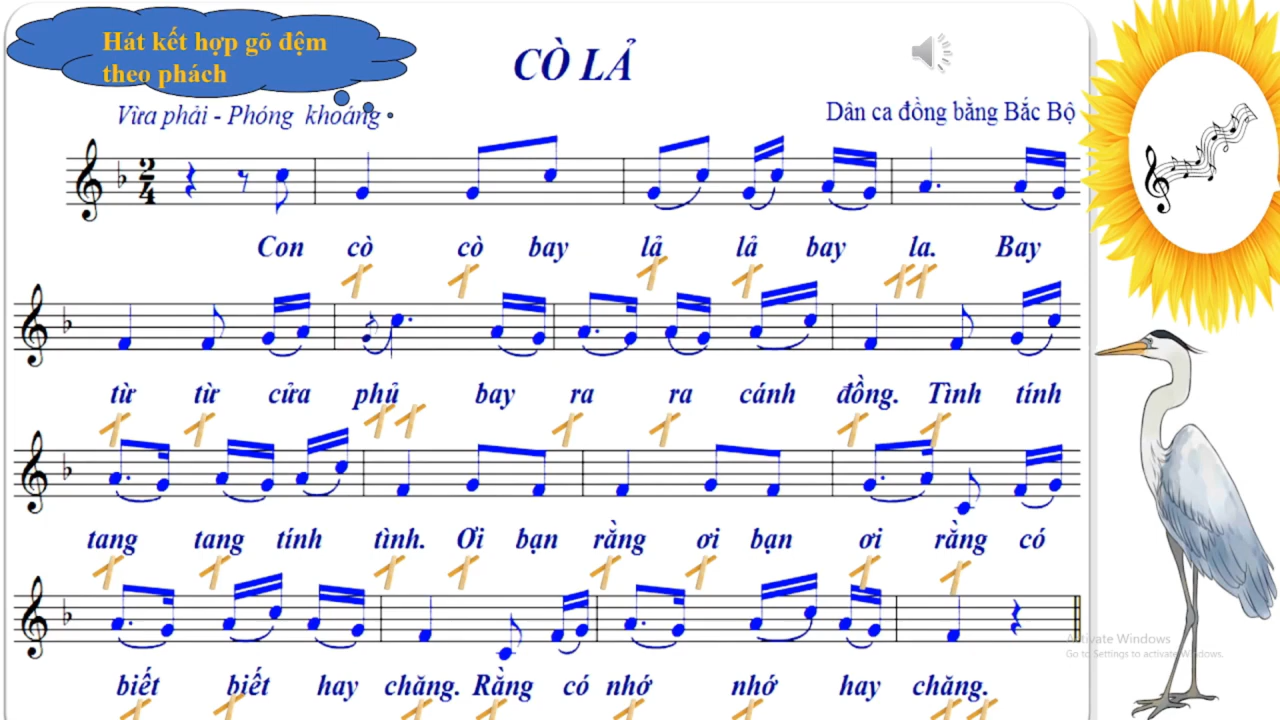 Hát kết hợp gõ đệm
theo phách
CÒ LẢ
Vừa phải - Phóng khoáng
Dân ca đồng bằng Bắc Bộ
2
4
Con cò cò bay lả lả bay la. Bay
từ từ cửa phủ bay ra ra cánh đồng. Tình tính
tang tang tính tình. Ơi bạn rằng ơi bạn ơi rằng có
biết biết hay chăng. Rằng có nhớ nhớ hay chăng.
Activate Windows
Go to Settings to activate Windows.